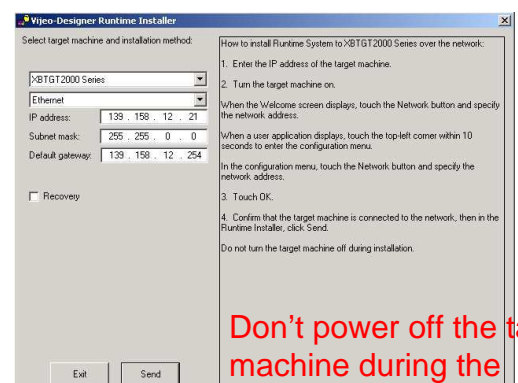 Vijeo-Designer Runtime Installer
Select target machine and installation method:
XBTGT2000 Series
Ethernet
IP address: 139 . 158 . 12 . 21
Subnet mask: 255 . 255 . 0 . 0
Default gateway: 139 . 158 . 12 . 254
Recovery
Exit
Send
How to install Runtime System to XBTGT2000 Series over the network:
1. Enter the IP address of the target machine.
2. Turn the target machine on.
When the Welcome screen displays, touch the Network button and specify
the network address.
When a user application displays, touch the top-left corner within 10
seconds to enter the configuration menu.
In the configuration menu, touch the Network button and specify the
network address.
3. Touch OK.
4. Confirm that the target machine is connected to the network, then in the
Runtime Installer, click Send.
Do not turn the target machine off during installation.
Don't power off the
machine during the